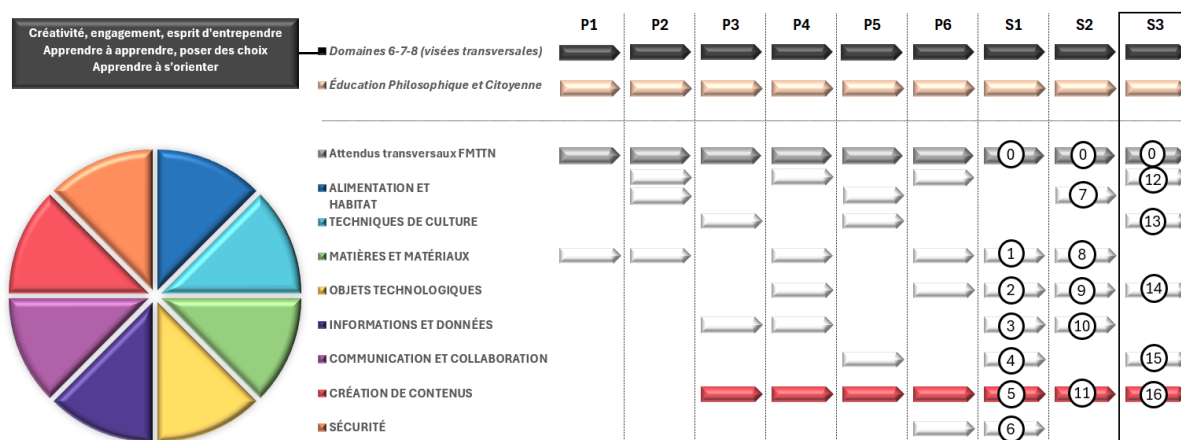 Créativité, engagement, esprit d'entrependre
Apprendre à apprendre, poser des choix
Apprendre à s'orienter
P1 P2 P3 P4 P5 P6 S1 S2 S3
Domaines 6-7-8 (visées transversales)
Éducation Philosophique et Citoyenne
Attendus transversaux FMTTN 0 0 0
12
ALIMENTATION ET
HABITAT 7
TECHNIQUES DE CULTURE 13
MATIÈRES ET MATÉRIAUX 1 8
OBJETS TECHNOLOGIQUES 2 9 14
INFORMATIONS ET DONNÉES 3 10
COMMUNICATION ET COLLABORATION 4 15
CRÉATION DE CONTENUS 5 11 16
SÉCURITÉ 6